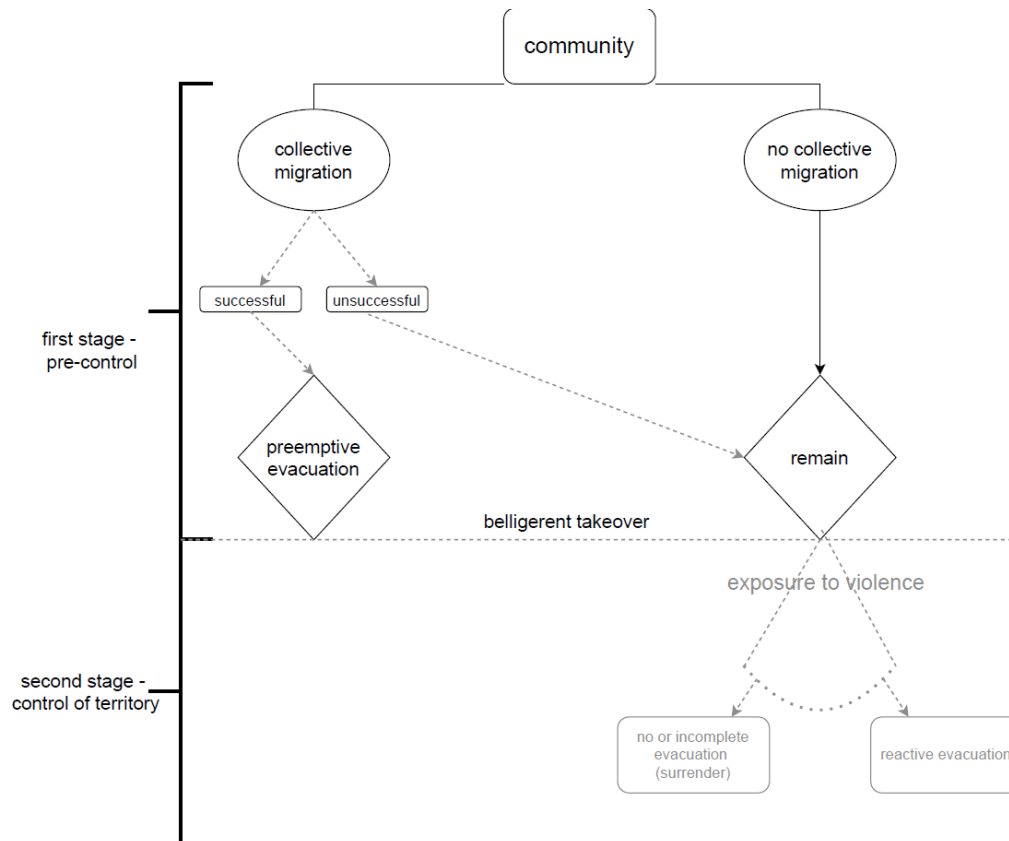 community
collective
migration
no collective
migration
successful
unsuccessful
first stage -
pre-control
preemptive
evacuation
remain
belligerent takeover
exposure to violence
second stage -
control of territory
no or incomplete
evacuation
(surrender)
reactive evacuation